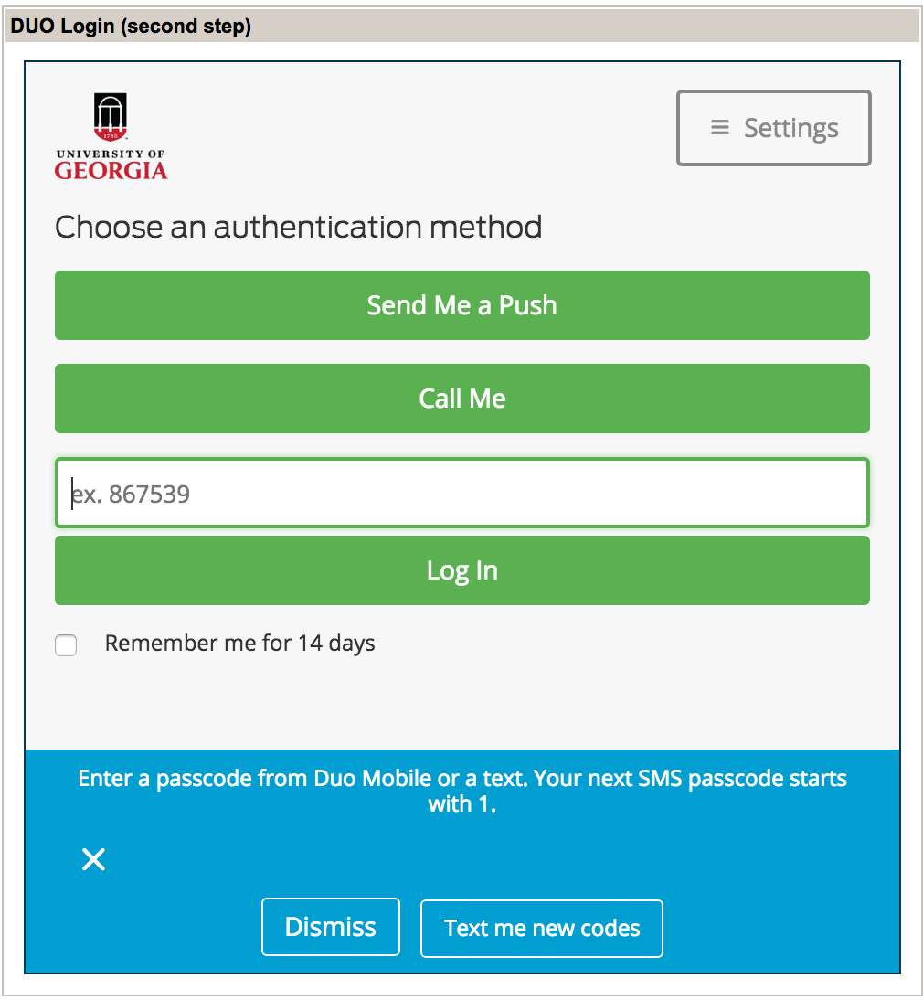 DUO Login (second step)
1785
UNIVERSITY OF
GEORGIA
Settings
Choose an authentication method
Send Me a Push
Call Me
ex. 867539
Log In
Remember me for 14 days
Enter a passcode from Duo Mobile or a text. Your next SMS passcode starts
with 1.
Dismiss
Text me new codes